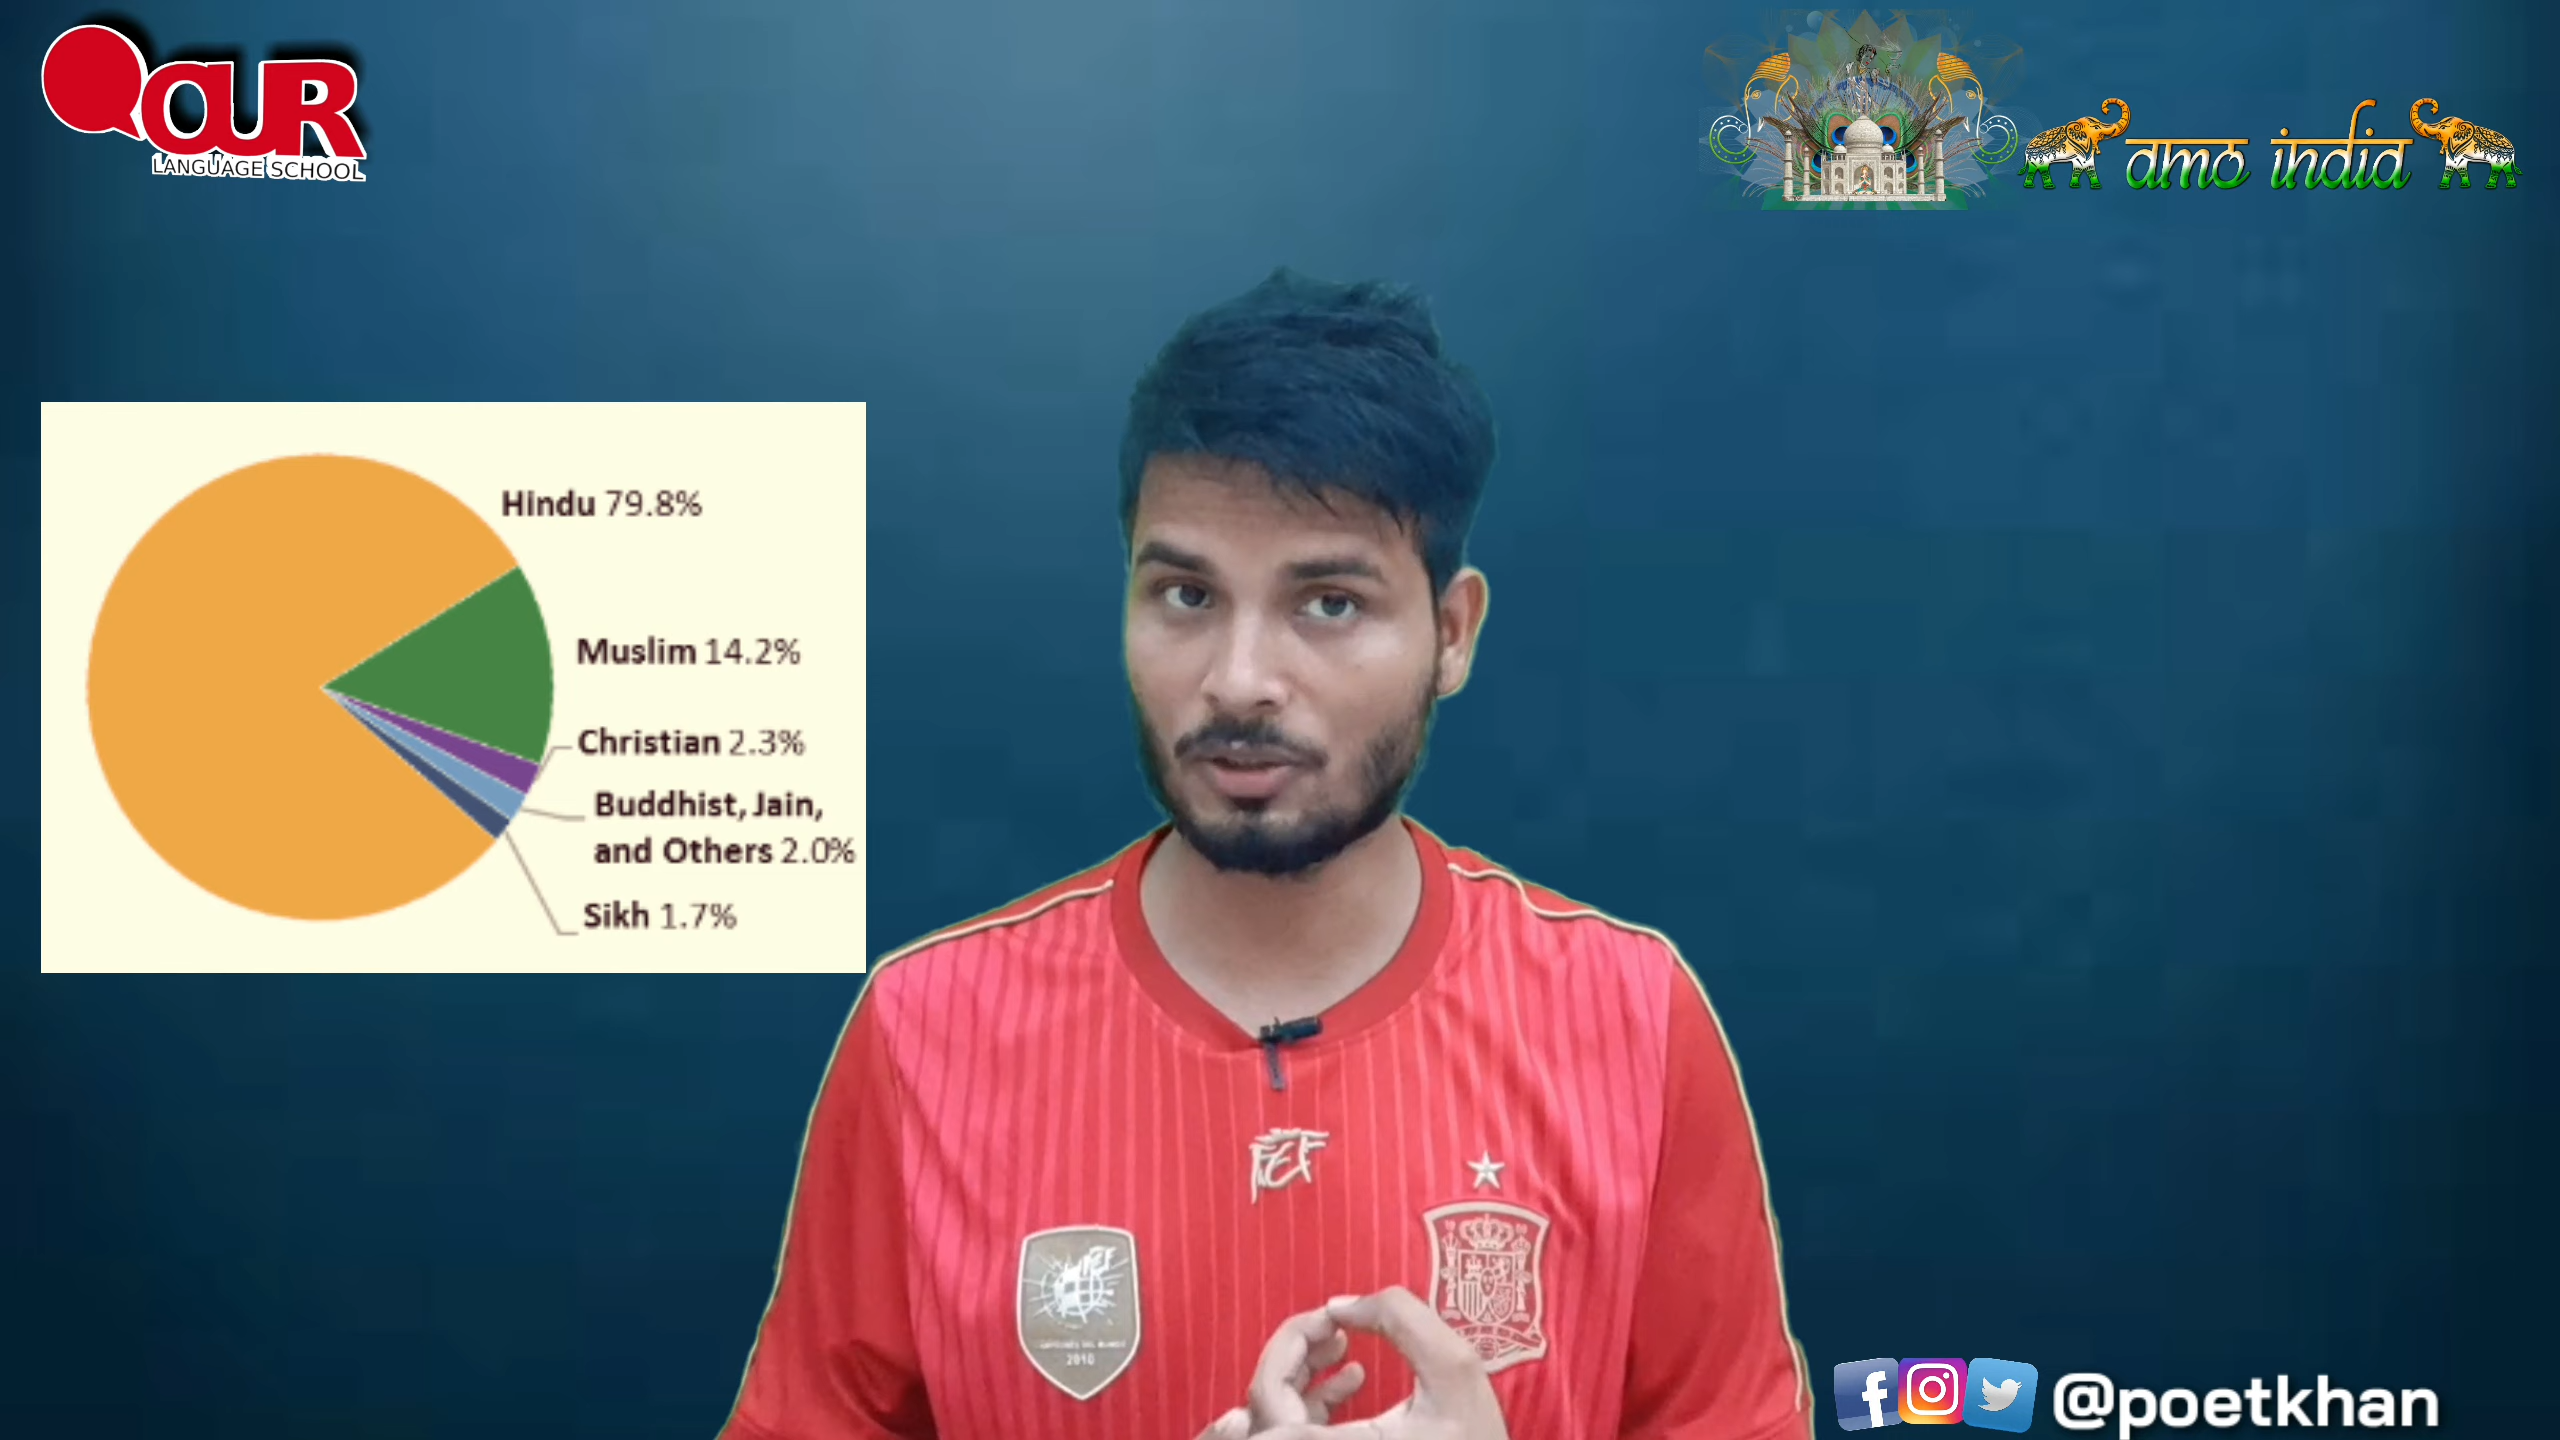 OUR
LANGUAGE SCHOOL
amo india
Hindu 79.8%
Muslim 14.2%
Christian 2.3%
Buddhist, Jain,
and Others 2.0%
Sikh 1.7%
2010
@poetkhan